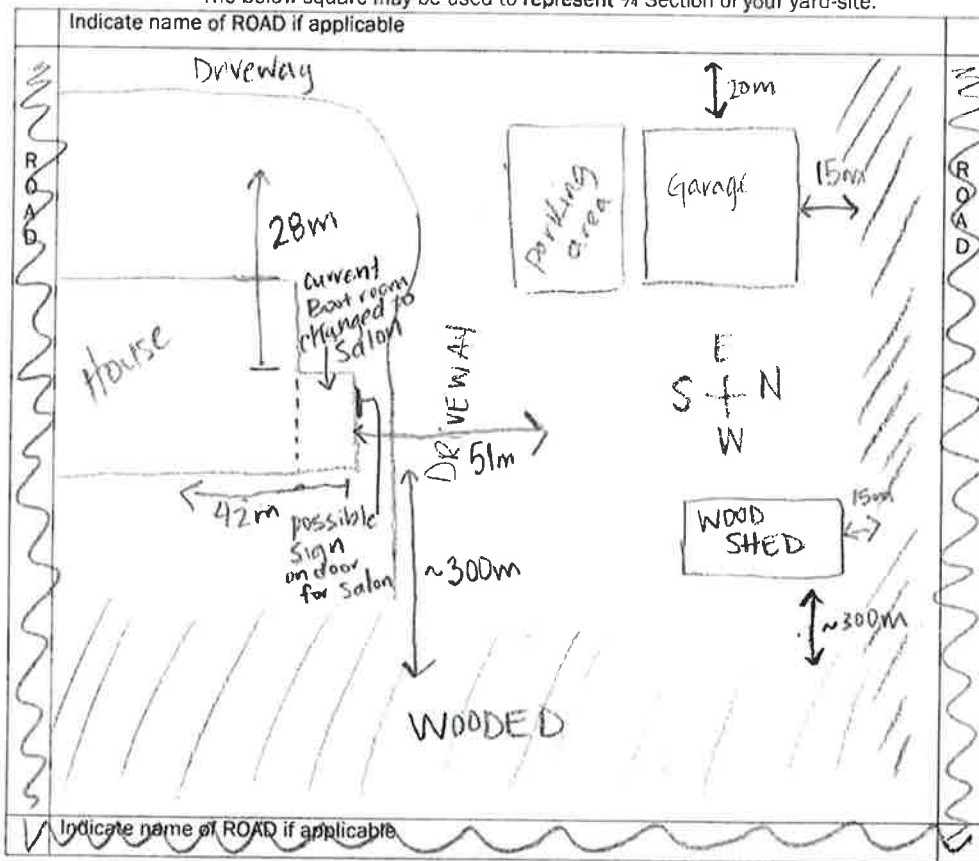 The below square may be used to represent ¼ Section of your yard-site.
Indicate name of ROAD if applicable
Driveway
20m
ROAD
ROAD
Parking
area
Garage
15m
28m
current
Boot room
changed to
Salon
House
DRIVEWAY
E
S N
W
51m
42m
possible
sign
on door
for salon
~300m
WOOD
SHED
15m
~300m
WOODED
Indicate name of ROAD if applicable